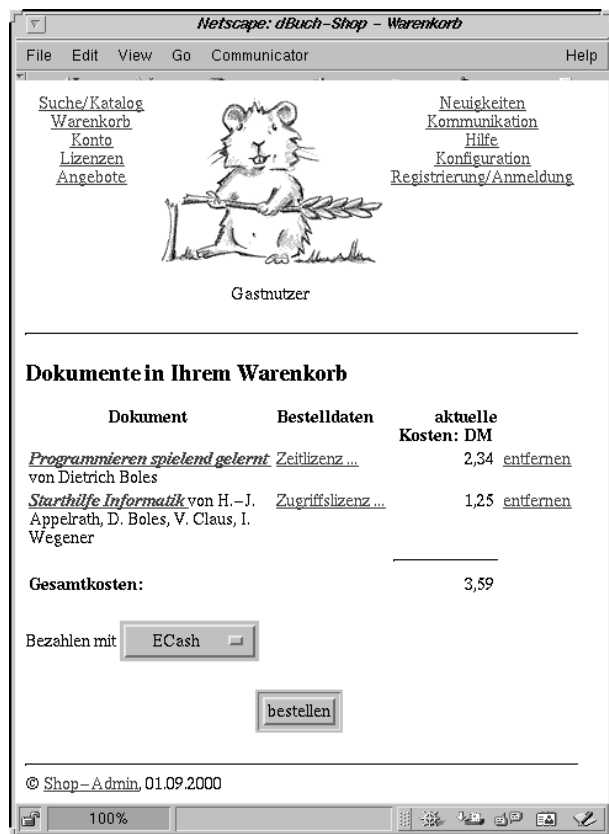 Netscape: dBuch-Shop - Warenkorb
File Edit View Go Communicator Help
Suche/Katalog
Warenkorb
Konto
Lizenzen
Angebote
Neuigkeiten
Kommunikation
Hilfe
Konfiguration
Registrierung/Anmeldung
Gastnutzer
Dokumente in Ihrem Warenkorb
Dokument Bestelldaten aktuelle
Kosten: DM
Programmieren spielend gelernt Zeitlizenz ... 2,34 entfernen
von Dietrich Boles
Starthilfe Informatik von H.-J. Zugriffslizenz ... 1,25 entfernen
Appelrath, D. Boles, V. Claus, I.
Wegener
Gesamtkosten: 3,59
Bezahlen mit ECash
bestellen
© Shop-Admin, 01.09.2000
100%